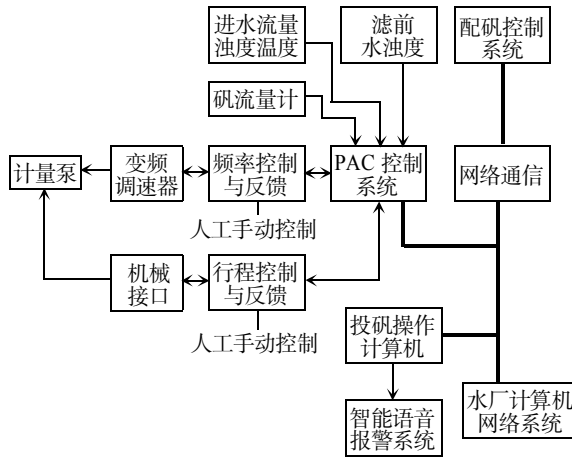 进水流量
浊度温度
滤前
水浊度
配矾控制
系统
矾流量计
计量泵
变频
调速器
频率控制
与反馈
PAC 控制
系统
网络通信
人工手动控制
机械
接口
行程控制
与反馈
人工手动控制
投矾操作
计算机
智能语音
报警系统
水厂计算机
网络系统